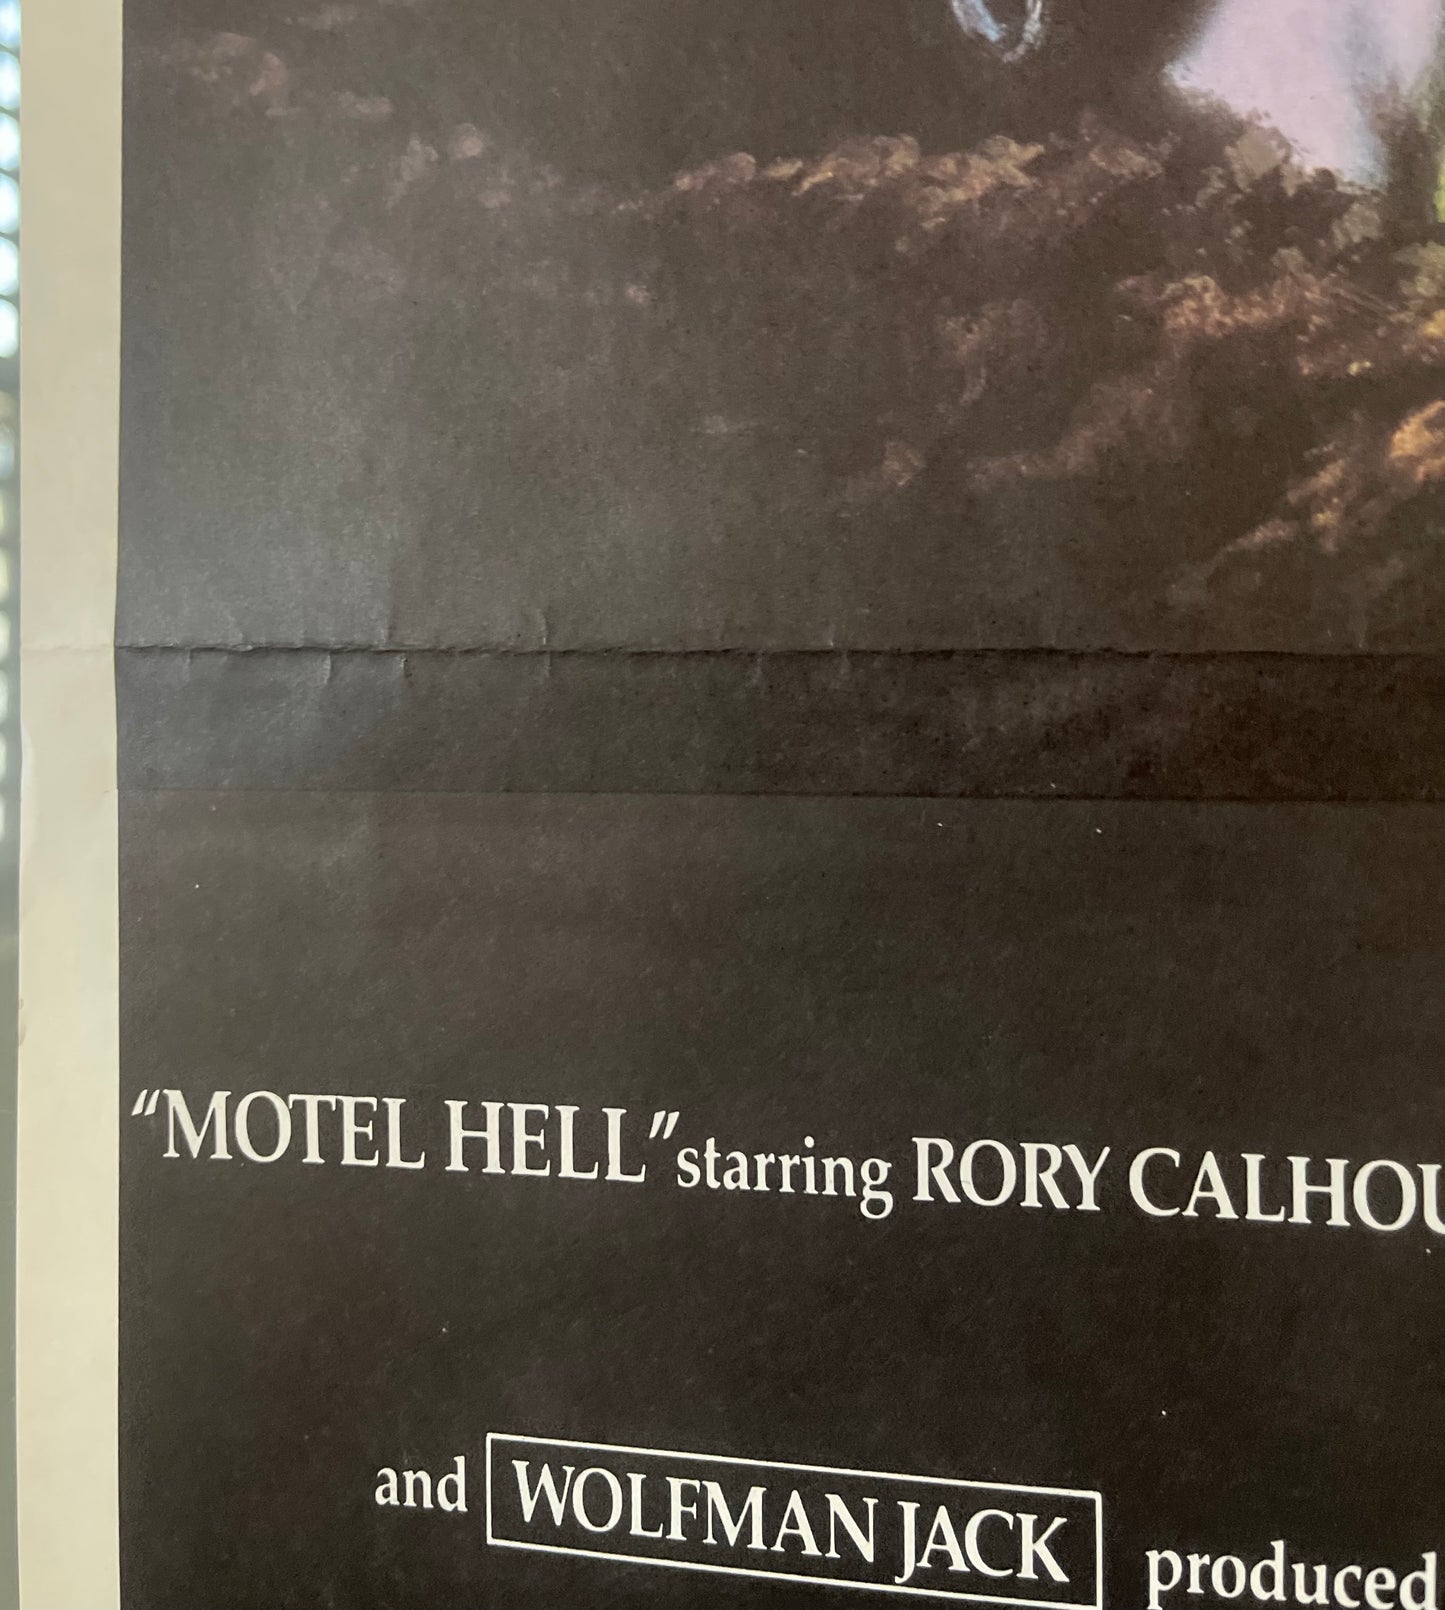 "MOTEL HELL" starring RORY CALHOU
and WOLFMAN JACK produced